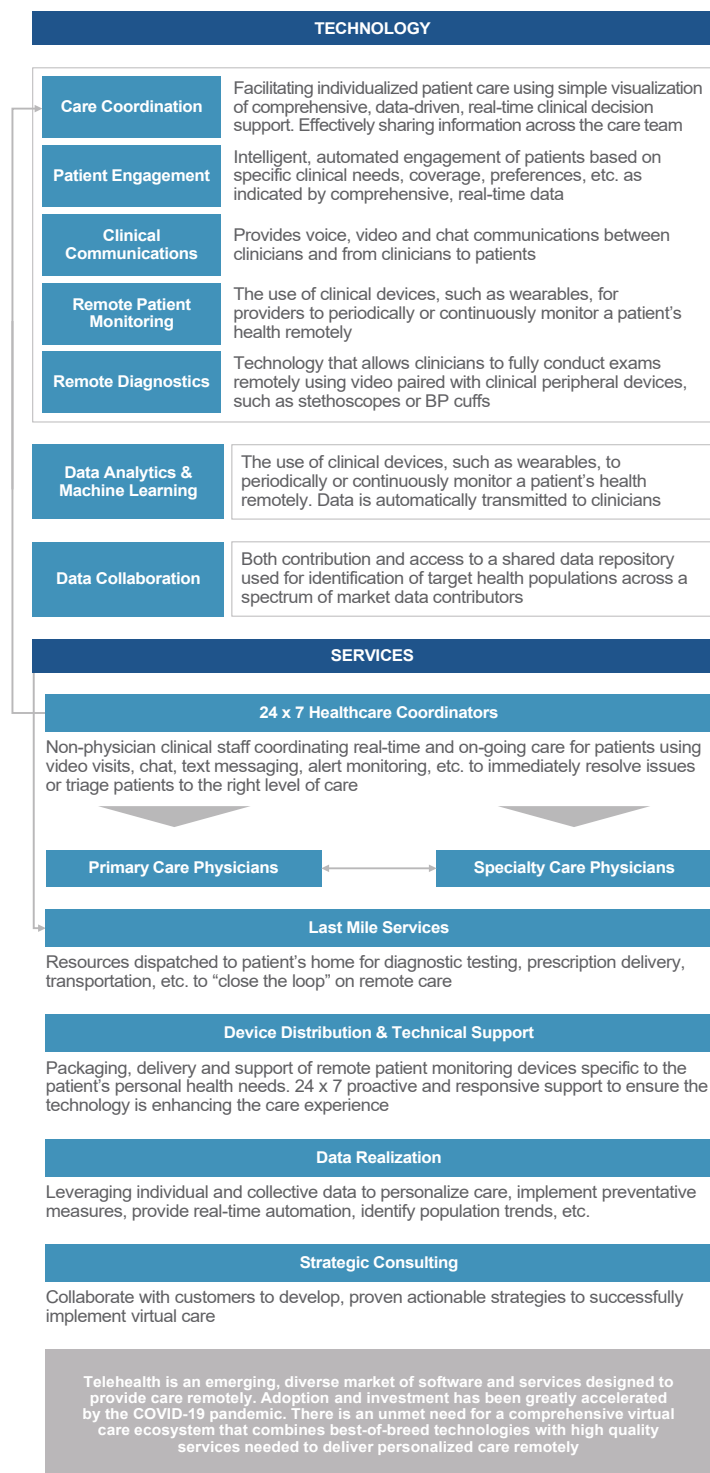 TECHNOLOGY
Care Coordination
Facilitating individualized patient care using simple visualization
of comprehensive, data-driven, real-time clinical decision
support. Effectively sharing information across the care team
Patient Engagement
Intelligent, automated engagement of patients based on
specific clinical needs, coverage, preferences, etc. as
indicated by comprehensive, real-time data
Clinical
Communications
Provides voice, video and chat communications between
clinicians and from clinicians to patients
Remote Patient
Monitoring
The use of clinical devices, such as wearables, for
providers to periodically or continuously monitor a patient’s
health remotely
Remote Diagnostics
Technology that allows clinicians to fully conduct exams
remotely using video paired with clinical peripheral devices,
such as stethoscopes or BP cuffs
Data Analytics &
Machine Learning
The use of clinical devices, such as wearables, to
periodically or continuously monitor a patient’s health
remotely. Data is automatically transmitted to clinicians
Data Collaboration
Both contribution and access to a shared data repository
used for identification of target health populations across a
spectrum of market data contributors
SERVICES
24 x 7 Healthcare Coordinators
Non-physician clinical staff coordinating real-time and on-going care for patients using
video visits, chat, text messaging, alert monitoring, etc. to immediately resolve issues
or triage patients to the right level of care
Primary Care Physicians
Specialty Care Physicians
Last Mile Services
Resources dispatched to patient’s home for diagnostic testing, prescription delivery,
transportation, etc. to “close the loop” on remote care
Device Distribution & Technical Support
Packaging, delivery and support of remote patient monitoring devices specific to the
patient’s personal health needs. 24 x 7 proactive and responsive support to ensure the
technology is enhancing the care experience
Data Realization
Leveraging individual and collective data to personalize care, implement preventative
measures, provide real-time automation, identify population trends, etc.
Strategic Consulting
Collaborate with customers to develop, proven actionable strategies to successfully
implement virtual care
Telehealth is an emerging, diverse market of software and services designed to
provide care remotely. Adoption and investment has been greatly accelerated
by the COVID-19 pandemic. There is an unmet need for a comprehensive virtual
care ecosystem that combines best-of-breed technologies with high quality
services needed to deliver personalized care remotely